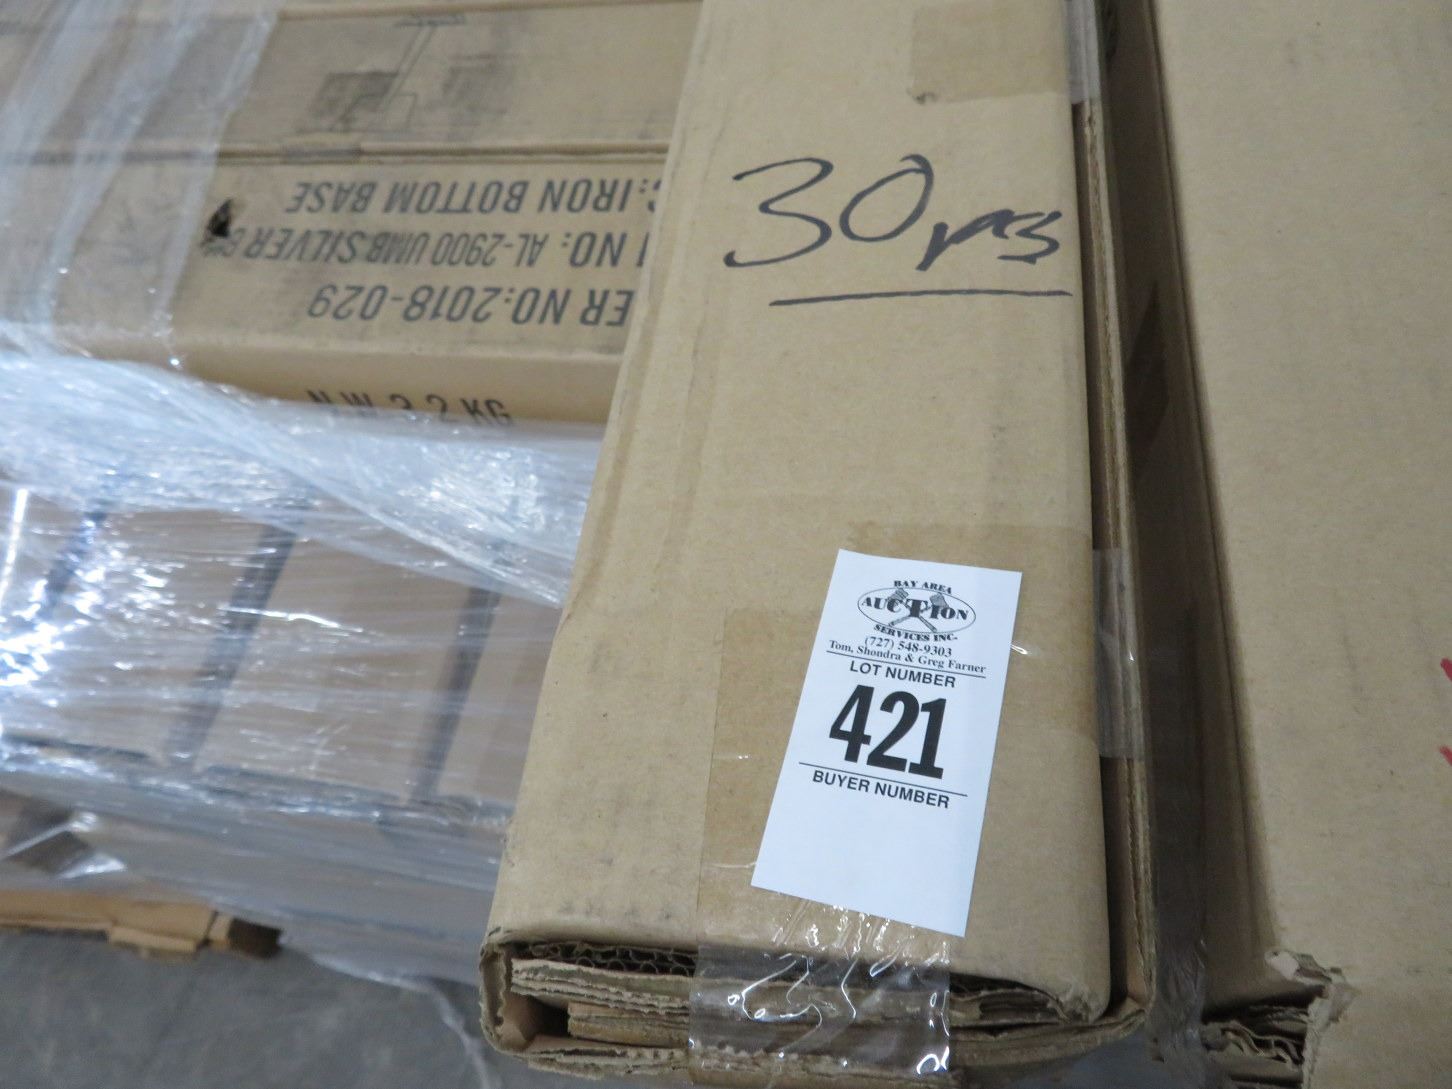 30 pcs
BAY AREA
AUCTION
SERVICES INC.
(727) 548-9303
Tom, Shondra & Greg Farner
LOT NUMBER
421
BUYER NUMBER
ER NO:2018-029
NO: AL-2900 UMB SILVER
C:IRON BOTTOM BASE
N.W 3.2 KG